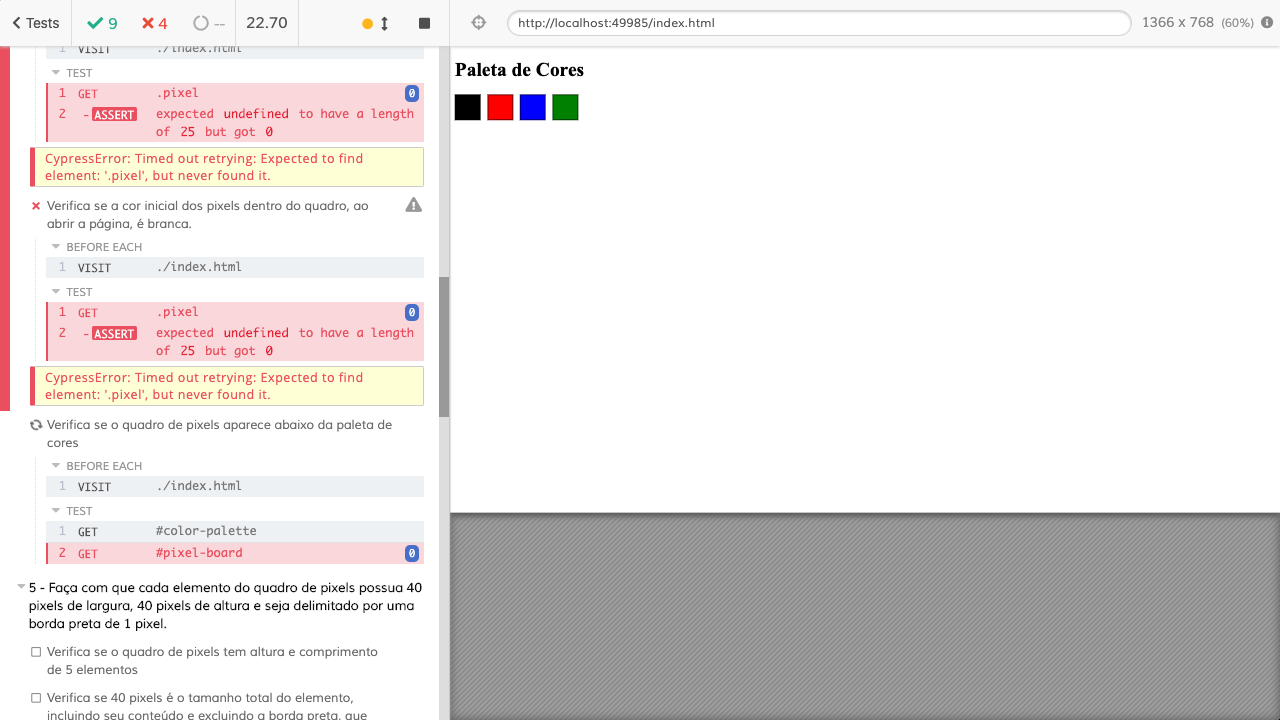 Tests 9 4 -- 22.70 http://localhost:49985/index.html 1366 x 768 (60%)
1 VISIT ./index.html
TEST
1 GET .pixel 0
2 -ASSERT expected undefined to have a length
of 25 but got 0
CypressError: Timed out retrying: Expected to find
element: '.pixel', but never found it.
Verifica se a cor inicial dos pixels dentro do quadro, ao
abrir a página, é branca.
BEFORE EACH
1 VISIT ./index.html
TEST
1 GET .pixel 0
2 -ASSERT expected undefined to have a length
of 25 but got 0
CypressError: Timed out retrying: Expected to find
element: '.pixel', but never found it.
Verifica se o quadro de pixels aparece abaixo da paleta de
cores
BEFORE EACH
1 VISIT ./index.html
TEST
1 GET #color-palette
2 GET #pixel-board 0
5 - Faça com que cada elemento do quadro de pixels possua 40
pixels de largura, 40 pixels de altura e seja delimitado por uma
borda preta de 1 pixel.
Verifica se o quadro de pixels tem altura e comprimento
de 5 elementos
Verifica se 40 pixels é o tamanho total do elemento,
incluindo seu conteúdo e excluindo a borda preta, que
Paleta de Cores